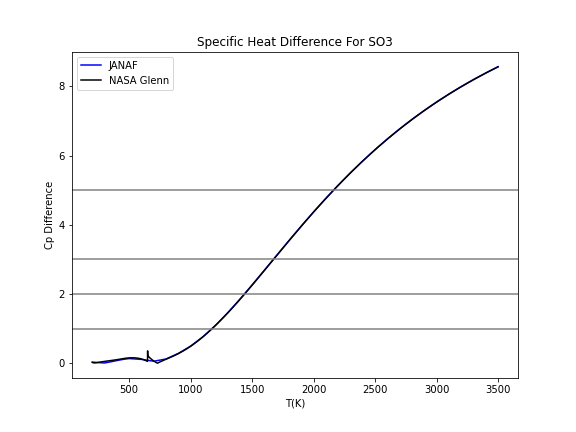 Specific Heat Difference For SO3
JANAF
NASA Glenn
Cp Difference
8
6
4
2
0
500 1000 1500 2000 2500 3000 3500
T(K)